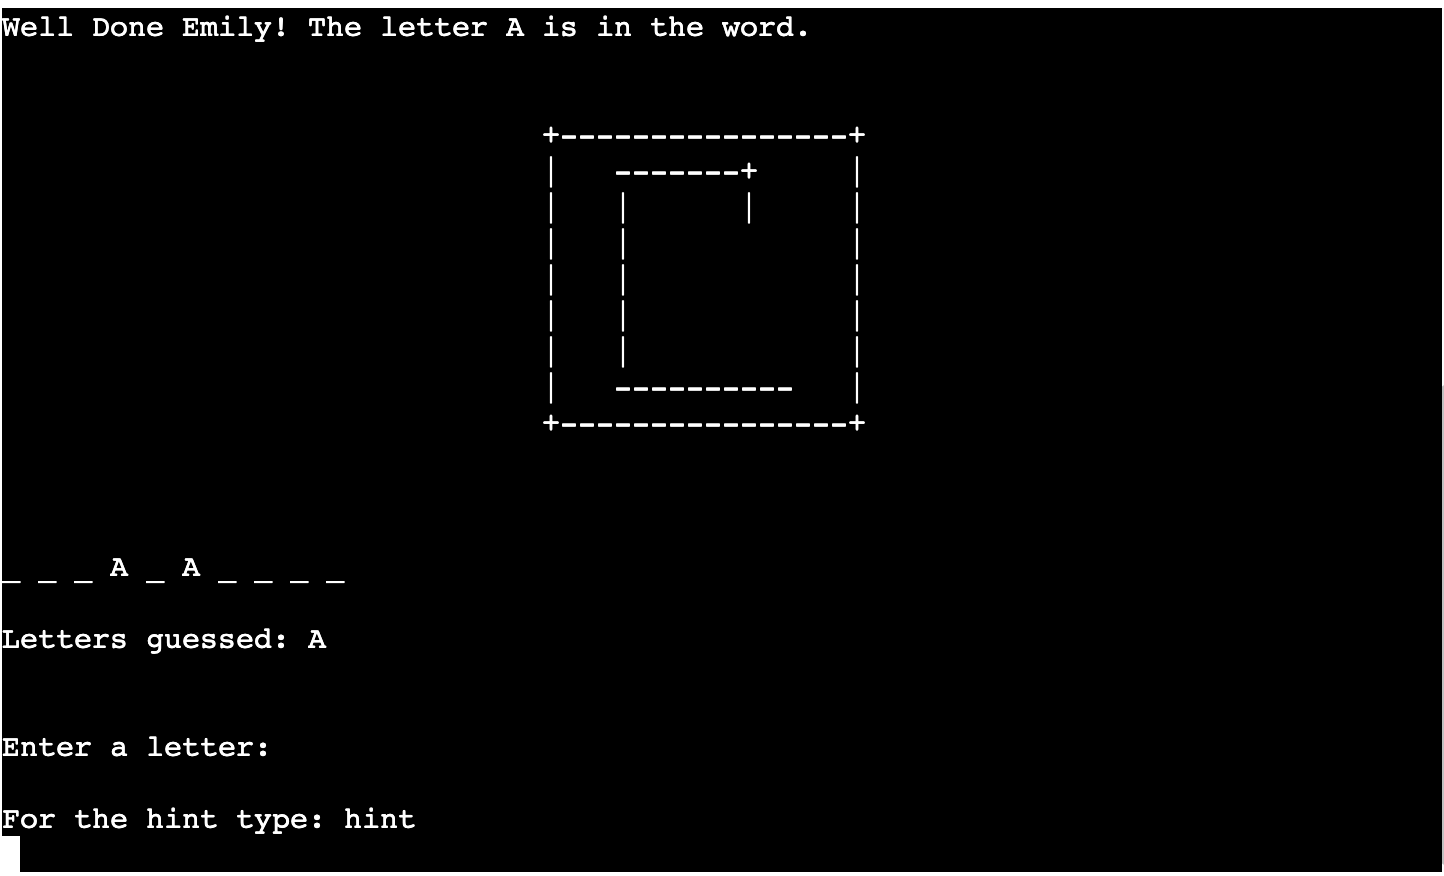 Well Done Emily! The letter A is in the word.
+----------------+
|   -------+     |
|   |      |     |
|   |            |
|   |            |
|   |            |
|   |            |
|   ----------   |
+----------------+
_ _ _ A _ A _ _ _ _
Letters guessed: A
Enter a letter:
For the hint type: hint